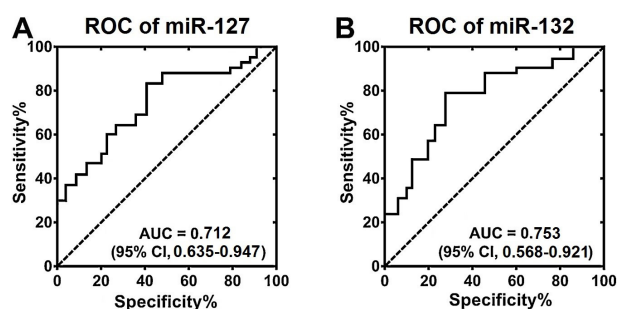 A
ROC of miR-127
100
80
60
40
20
0
Sensitivity%
AUC = 0.712
(95% CI, 0.635-0.947)
0 20 40 60 80 100
Specificity%
B
ROC of miR-132
100
80
60
40
20
0
Sensitivity%
AUC = 0.753
(95% CI, 0.568-0.921)
0 20 40 60 80 100
Specificity%